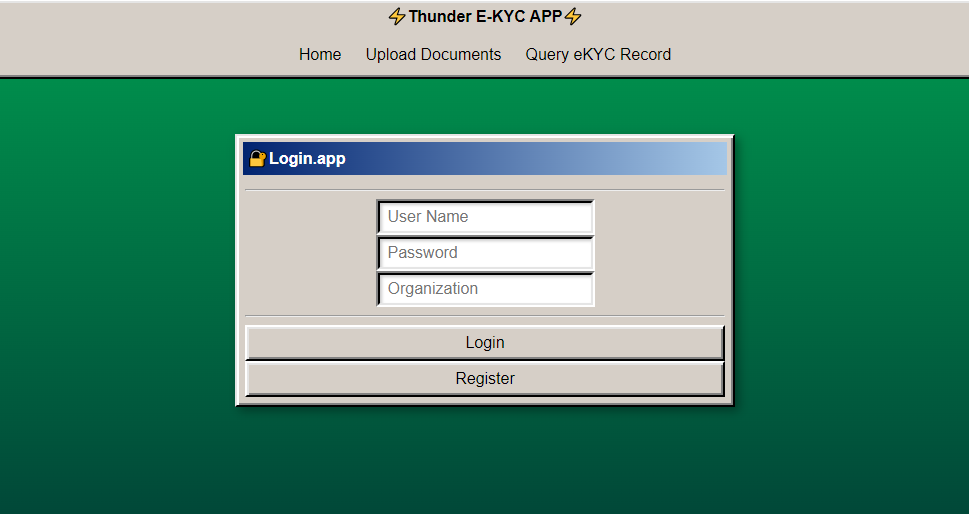 ⚡Thunder E-KYC APP⚡
Home Upload Documents Query eKYC Record
Login.app
User Name
Password
Organization
Login
Register